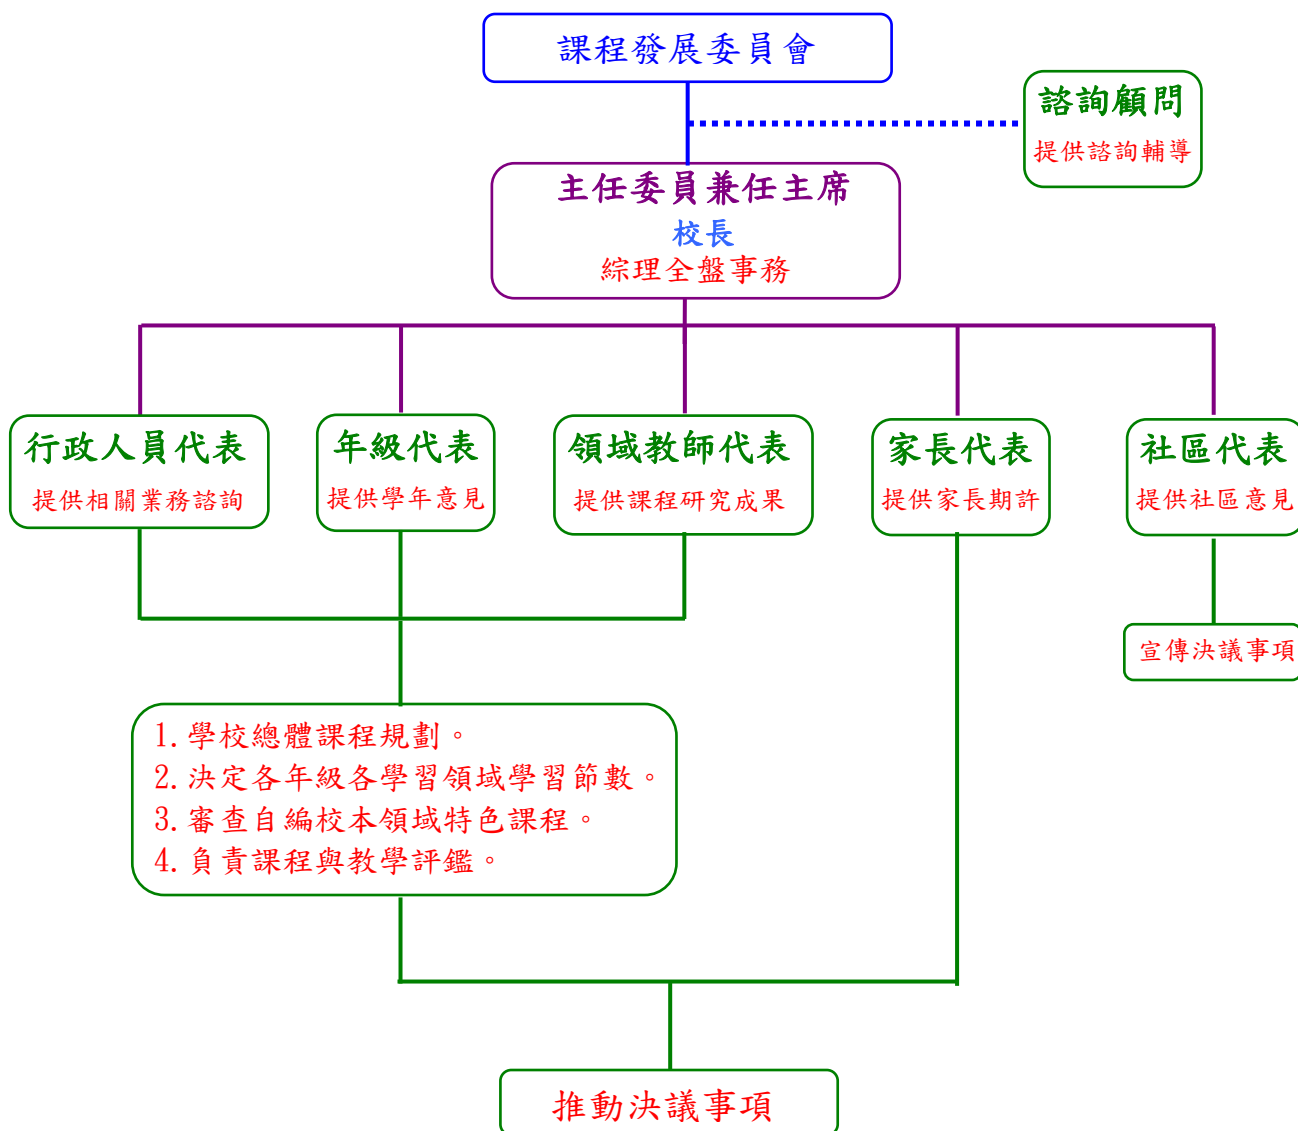 課程發展委員會
諮詢顧問
提供諮詢輔導
主任委員兼任主席
校長
綜理全盤事務
行政人員代表
提供相關業務諮詢
年級代表
提供學年意見
領域教師代表
提供課程研究成果
家長代表
提供家長期許
社區代表
提供社區意見
宣傳決議事項
1.學校總體課程規劃。
2.決定各年級各學習領域學習節數。
3.審查自編校本領域特色課程。
4.負責課程與教學評鑑。
推動決議事項